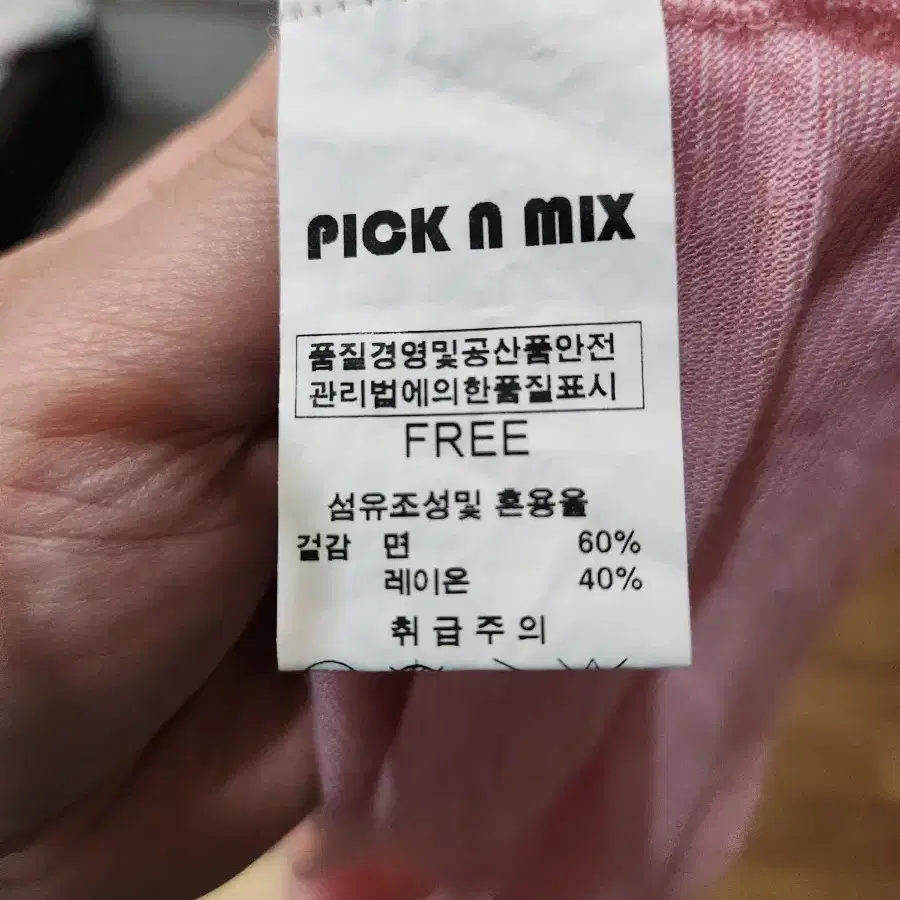 PICK N MIX
품질경영및공산품안전
관리법에의한품질표시
FREE
섬유조성및 혼용율
겉감 면 60%
레이온 40%
취급주의